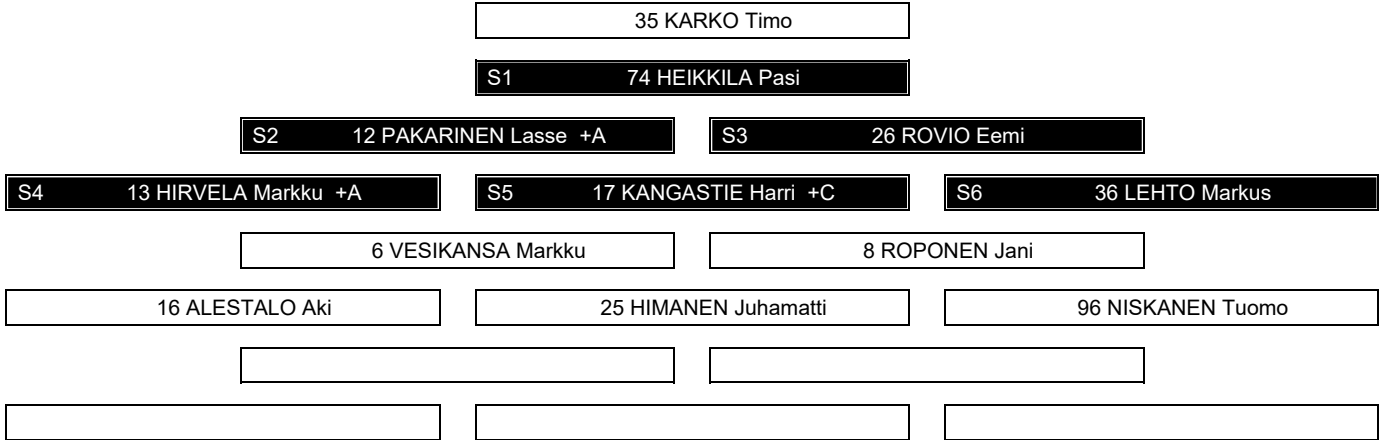 35 KARKO Timo
S1 74 HEIKKILA Pasi
S2 12 PAKARINEN Lasse +A
S3 26 ROVIO Eemi
S4 13 HIRVELA Markku +A
S5 17 KANGASTIE Harri +C
S6 36 LEHTO Markus
6 VESIKANSA Markku
8 ROPONEN Jani
16 ALESTALO Aki
25 HIMANEN Juhamatti
96 NISKANEN Tuomo